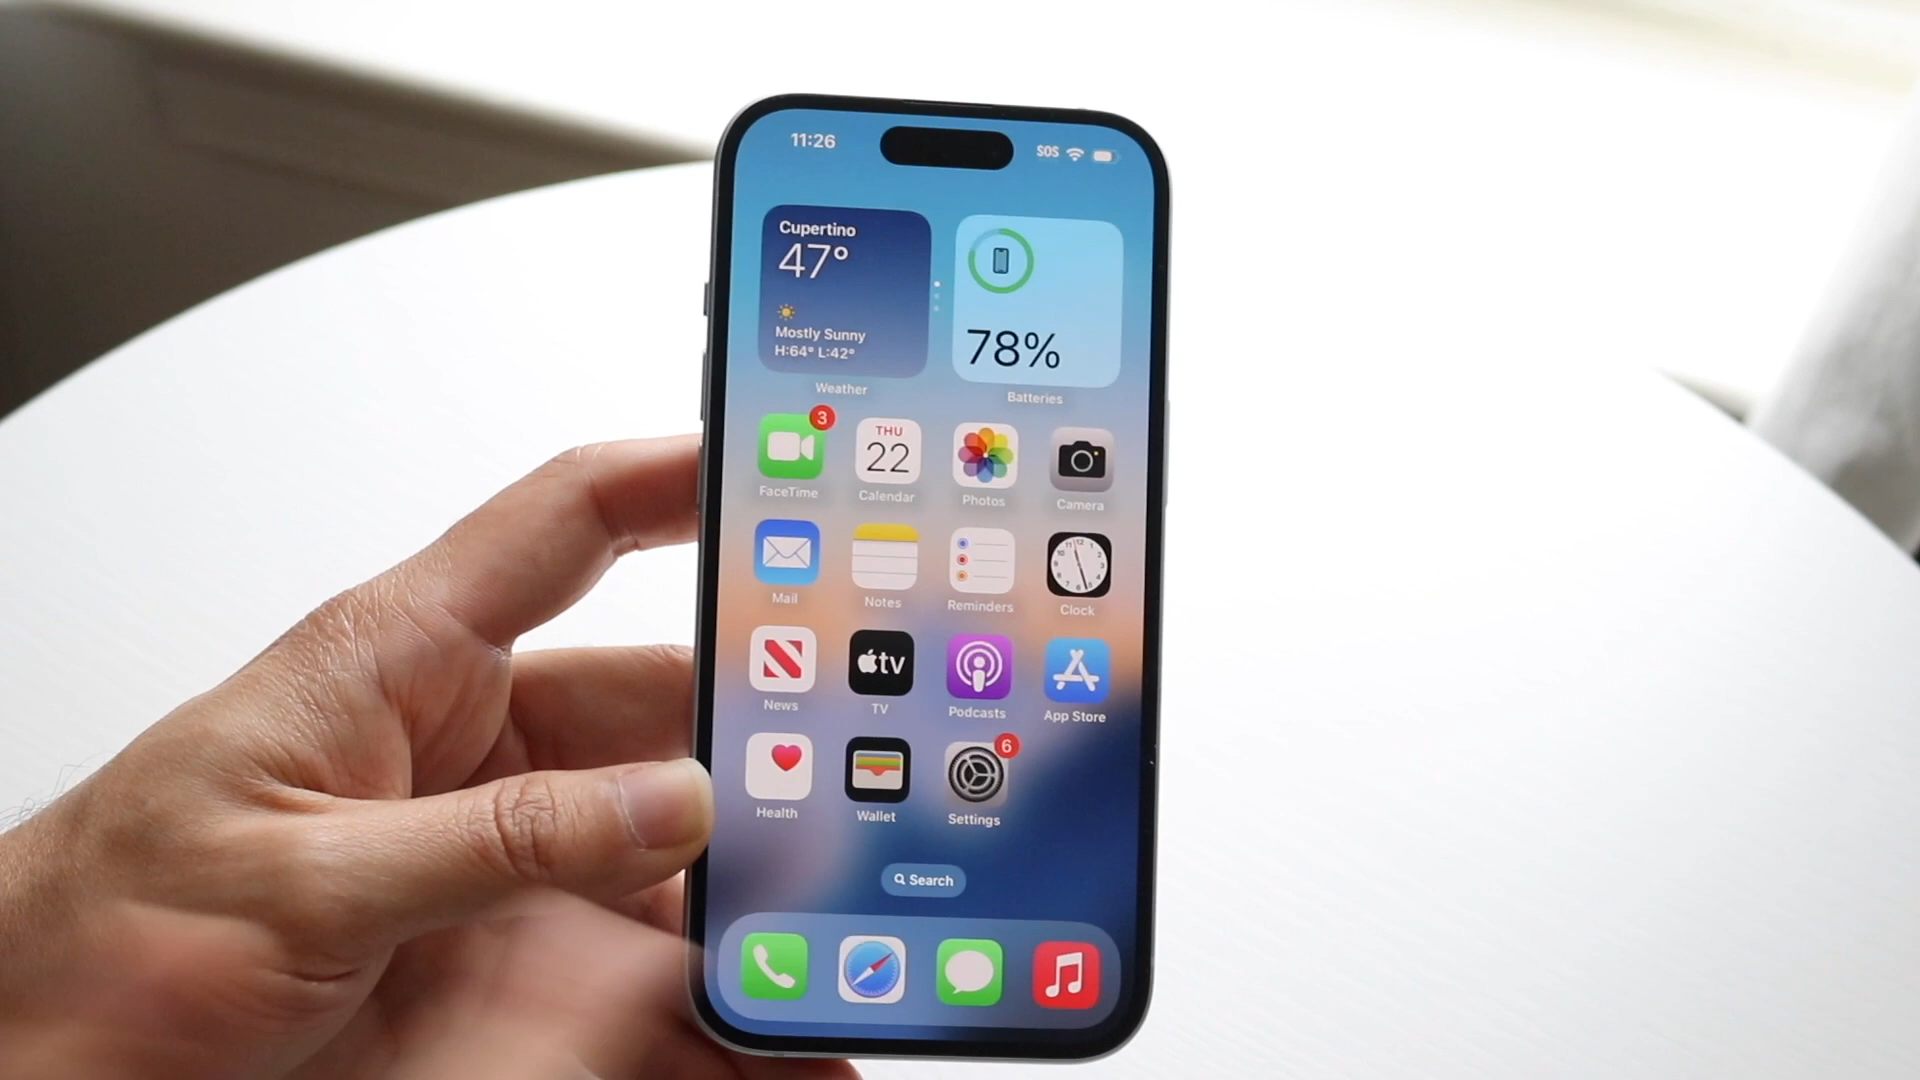 11:26
SOS
Cupertino
47°
Mostly Sunny
H:64° L:42°
78%
Weather
Batteries
3
THU
22
FaceTime
Calendar
Photos
Camera
Mail
Notes
Reminders
Clock
tv
News
TV
Podcasts
App Store
6
Health
Wallet
Settings
Search